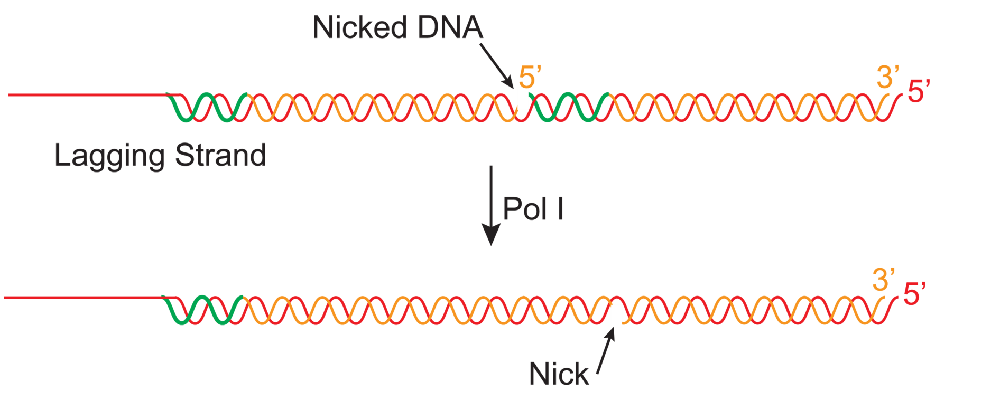 Nicked DNA
5’
3’
5’
Lagging Strand
Pol I
3’
5’
Nick